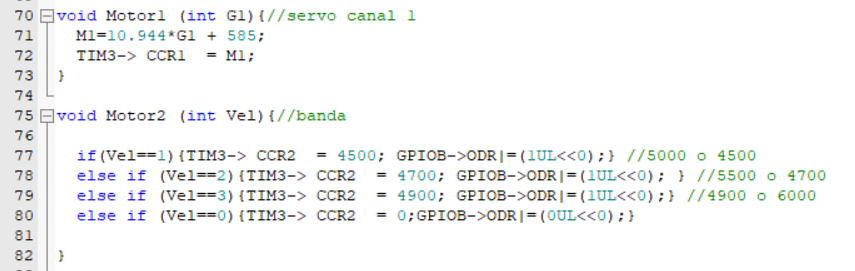 70 void Motor1 (int G1){//servo canal 1
71 M1=10.944*G1 + 585;
72 TIM3-> CCR1  = M1;
73 }
74
75 void Motor2 (int Vel){//banda
76
77 if(Vel==1){TIM3-> CCR2  = 4500; GPIOB->ODR|=(1UL<<0);} //5000 o 4500
78 else if (Vel==2){TIM3-> CCR2  = 4700; GPIOB->ODR|=(1UL<<0); } //5500 o 4700
79 else if (Vel==3){TIM3-> CCR2  = 4900; GPIOB->ODR|=(1UL<<0);} //4900 o 6000
80 else if (Vel==0){TIM3-> CCR2  = 0;GPIOB->ODR|=(0UL<<0);}
81
82 }